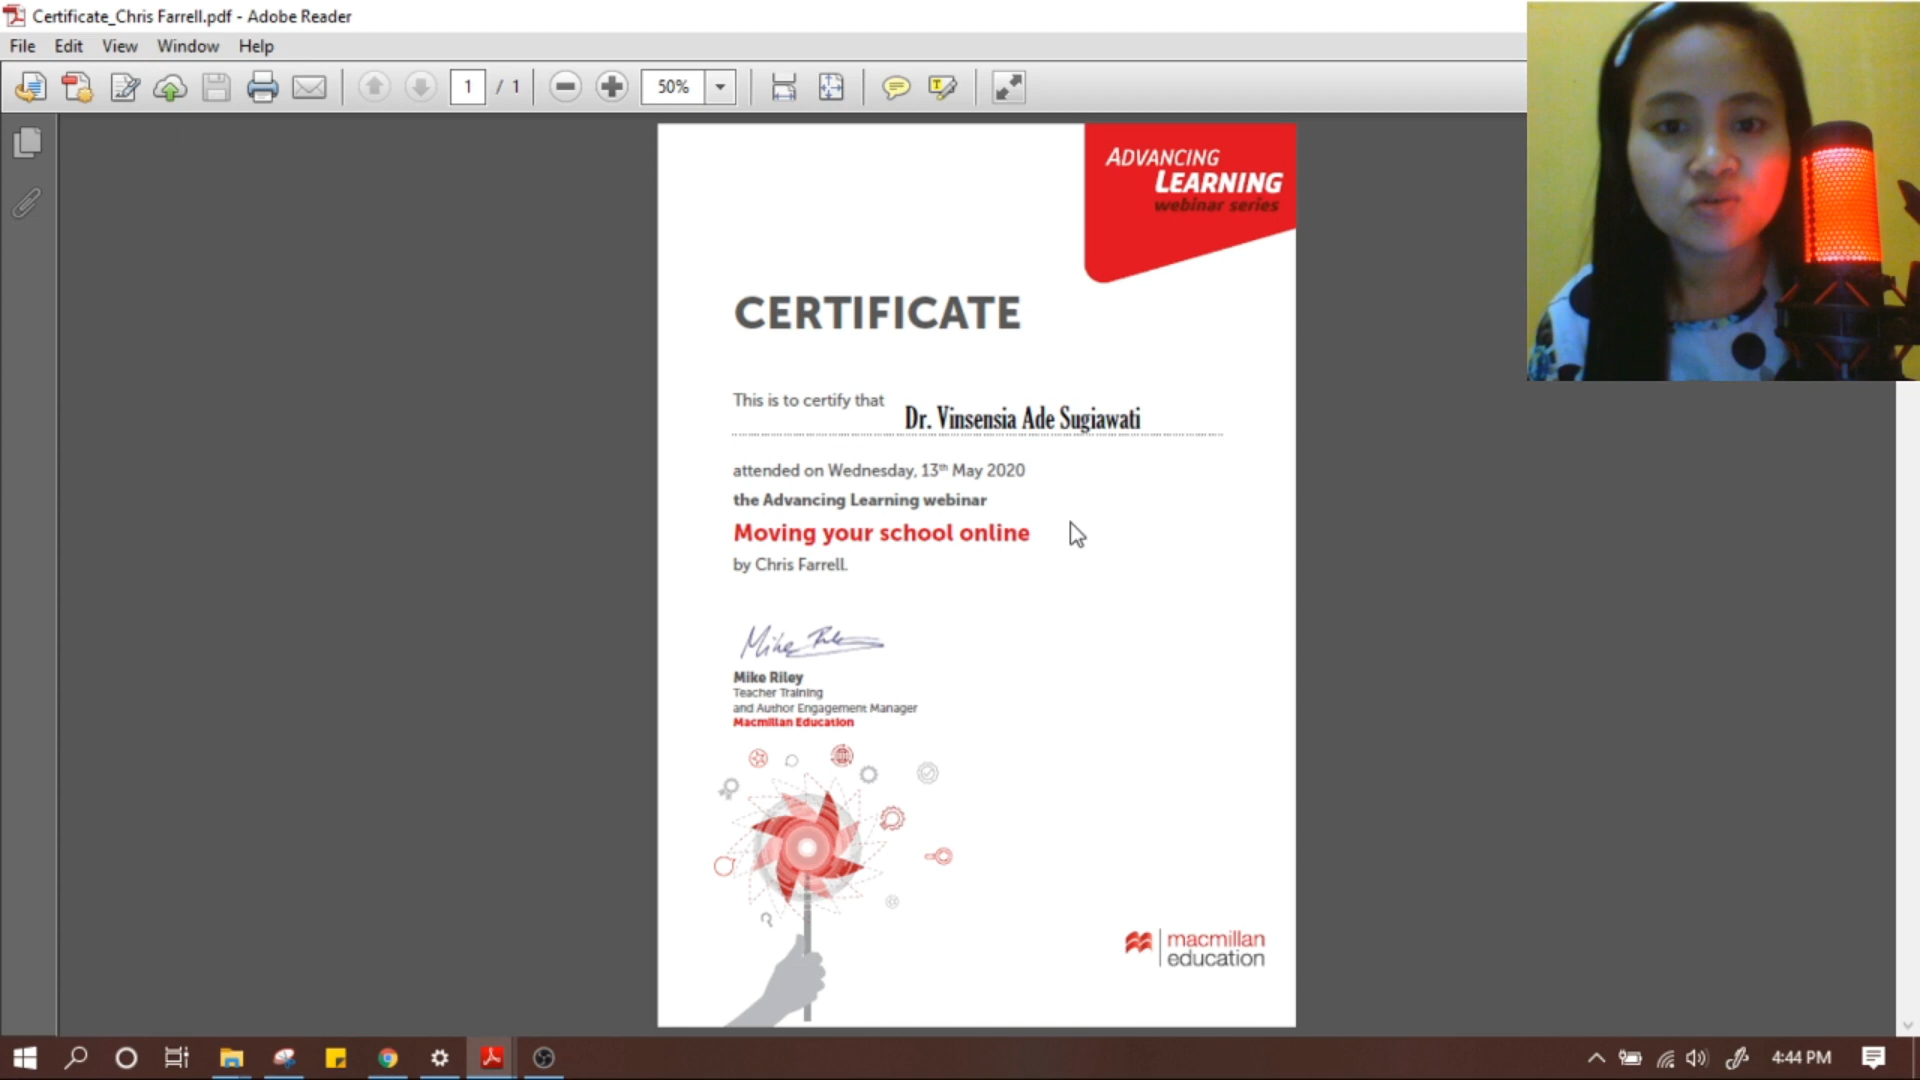 Certificate_Chris Farrell.pdf - Adobe Reader
File Edit View Window Help
1 / 1 50%
ADVANCING
LEARNING
webinar series
CERTIFICATE
This is to certify that
Dr. Vinsensia Ade Sugiawati
attended on Wednesday, 13th May 2020
the Advancing Learning webinar
Moving your school online
by Chris Farrell.
Mike Riley
Teacher Training
and Author Engagement Manager
Macmillan Education
macmillan
education
4:44 PM